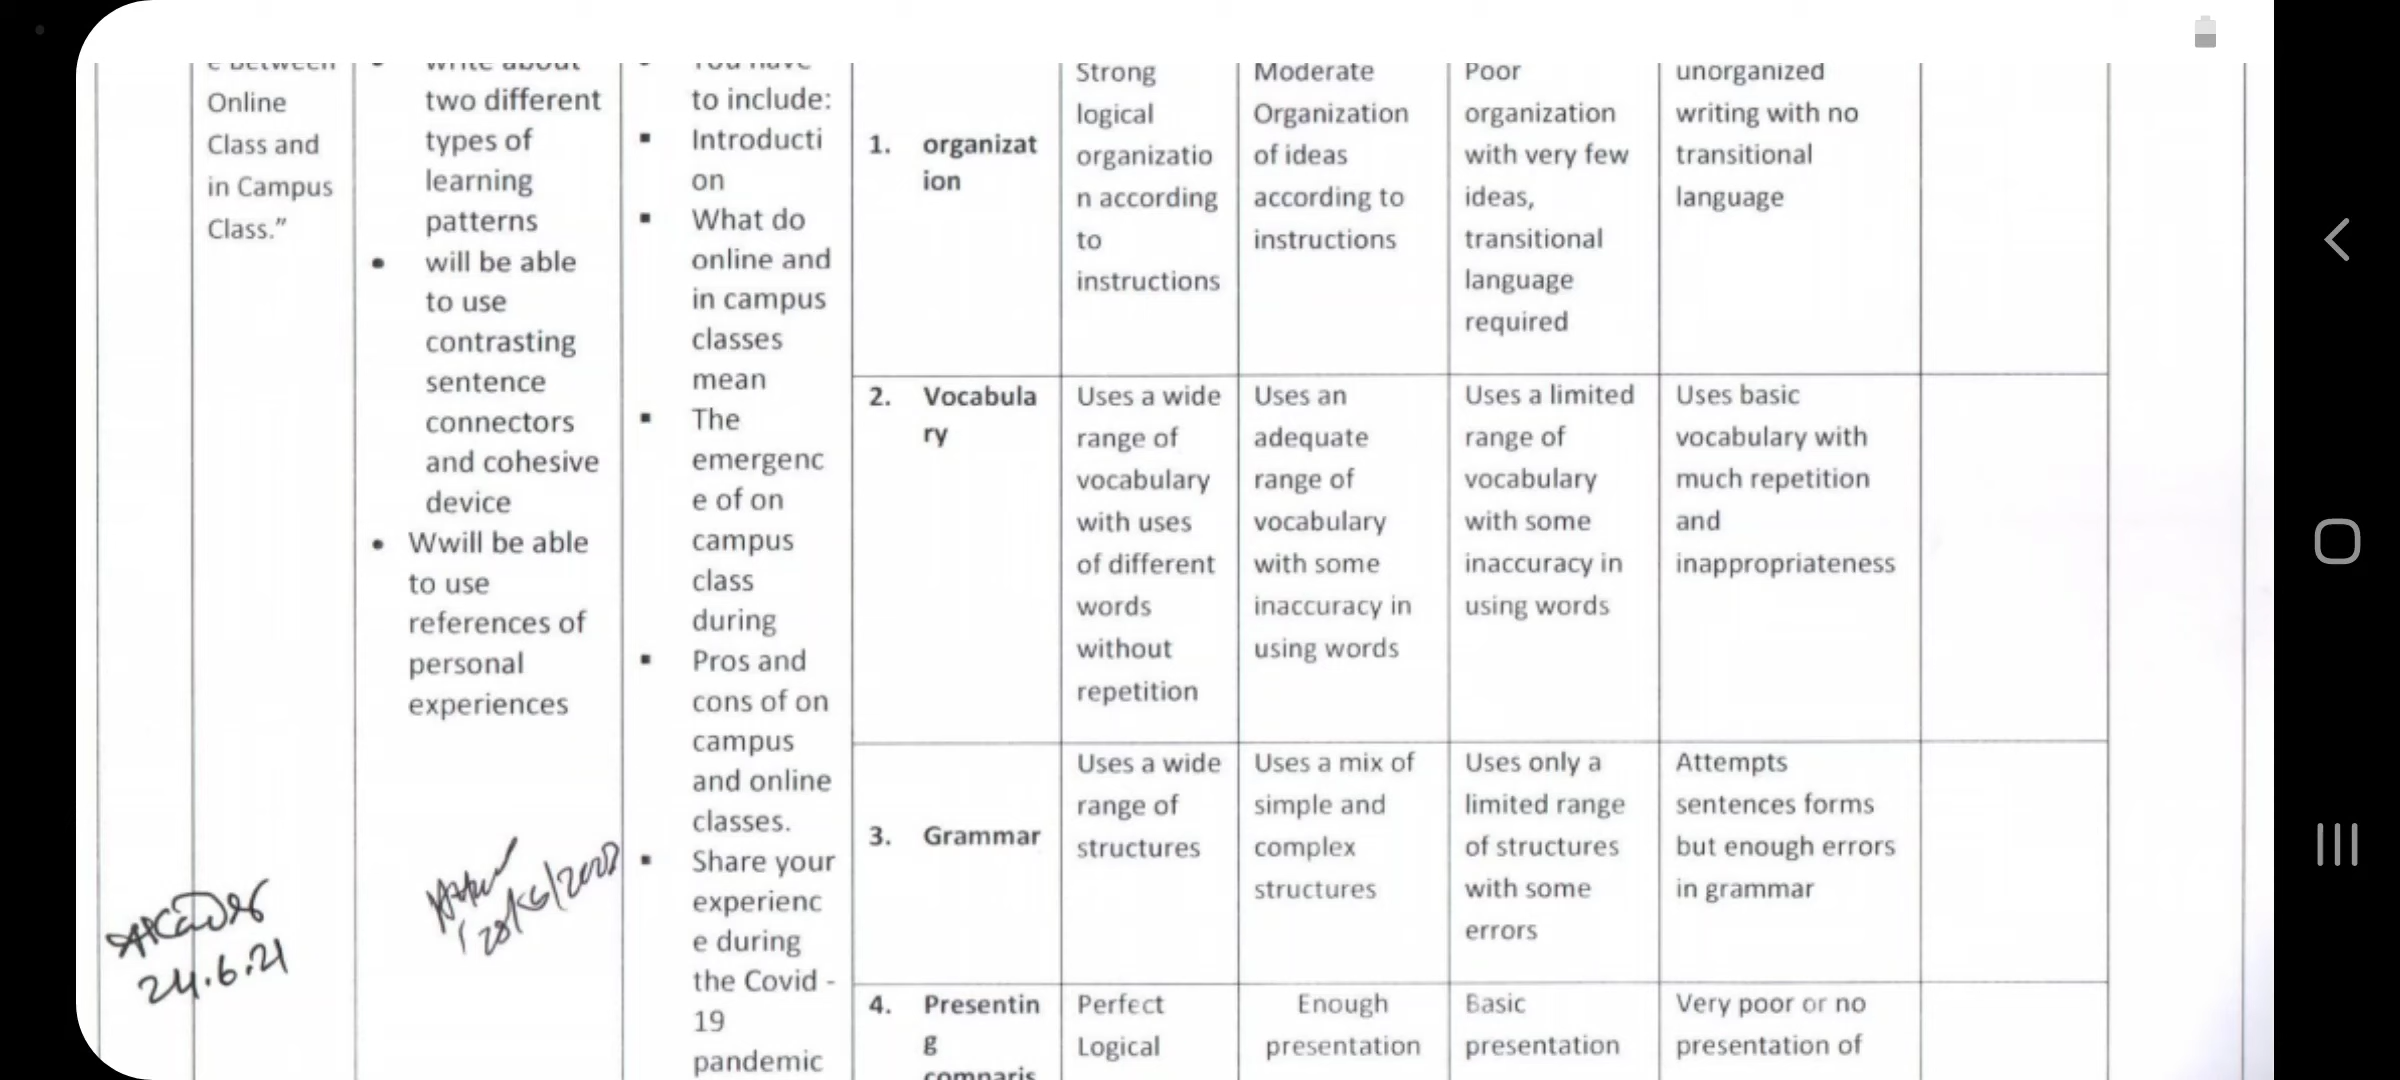 e Between
Online
Class and
in Campus
Class.”
• write about
two different
types of
learning
patterns
• will be able
to use
contrasting
sentence
connectors
and cohesive
device
• Wwill be able
to use
references of
personal
experiences
▪ You have
to include:
▪ Introducti
on
▪ What do
online and
in campus
classes
mean
▪ The
emergenc
e of on
campus
class
during
▪ Pros and
cons of on
campus
and online
classes.
▪ Share your
experienc
e during
the Covid -
19
pandemic
1. organizat
ion
Strong
logical
organizatio
n according
to
instructions
Moderate
Organization
of ideas
according to
instructions
Poor
organization
with very few
ideas,
transitional
language
required
unorganized
writing with no
transitional
language
2. Vocabula
ry
Uses a wide
range of
vocabulary
with uses
of different
words
without
repetition
Uses an
adequate
range of
vocabulary
with some
inaccuracy in
using words
Uses a limited
range of
vocabulary
with some
inaccuracy in
using words
Uses basic
vocabulary with
much repetition
and
inappropriateness
3. Grammar
Uses a wide
range of
structures
Uses a mix of
simple and
complex
structures
Uses only a
limited range
of structures
with some
errors
Attempts
sentences forms
but enough errors
in grammar
4. Presentin
g
comparis
Perfect
Logical
Enough
presentation
Basic
presentation
Very poor or no
presentation of
24.6.21